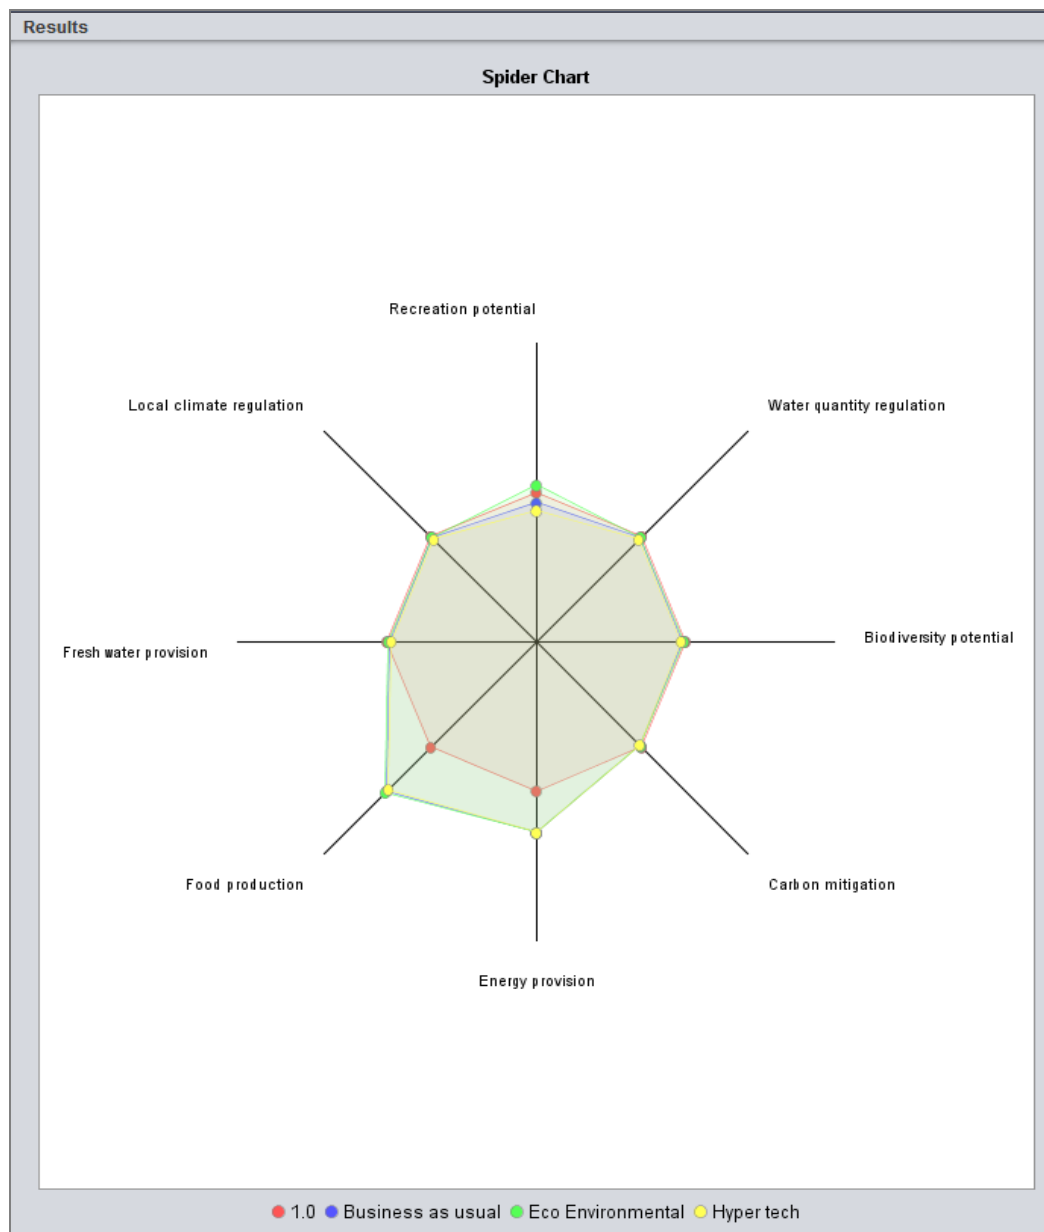 Results
Spider Chart
Recreation potential
Local climate regulation
Water quantity regulation
Fresh water provision
Biodiversity potential
Food production
Carbon mitigation
Energy provision
1.0 Business as usual Eco Environmental Hyper tech